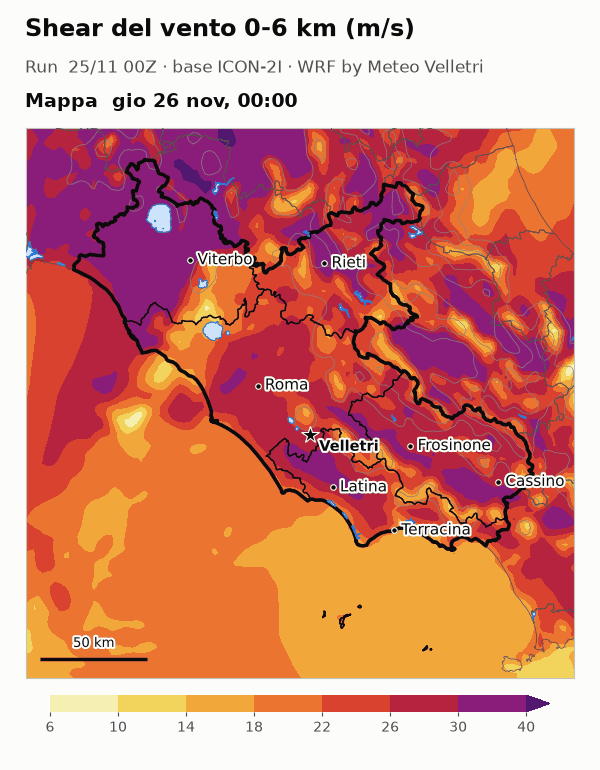 Shear del vento 0-6 km (m/s)
Run  25/11 00Z · base ICON-2I · WRF by Meteo Velletri
Mappa  gio 26 nov, 00:00
Viterbo
Rieti
Roma
Velletri
Frosinone
Cassino
Latina
Terracina
50 km
6 10 14 18 22 26 30 40